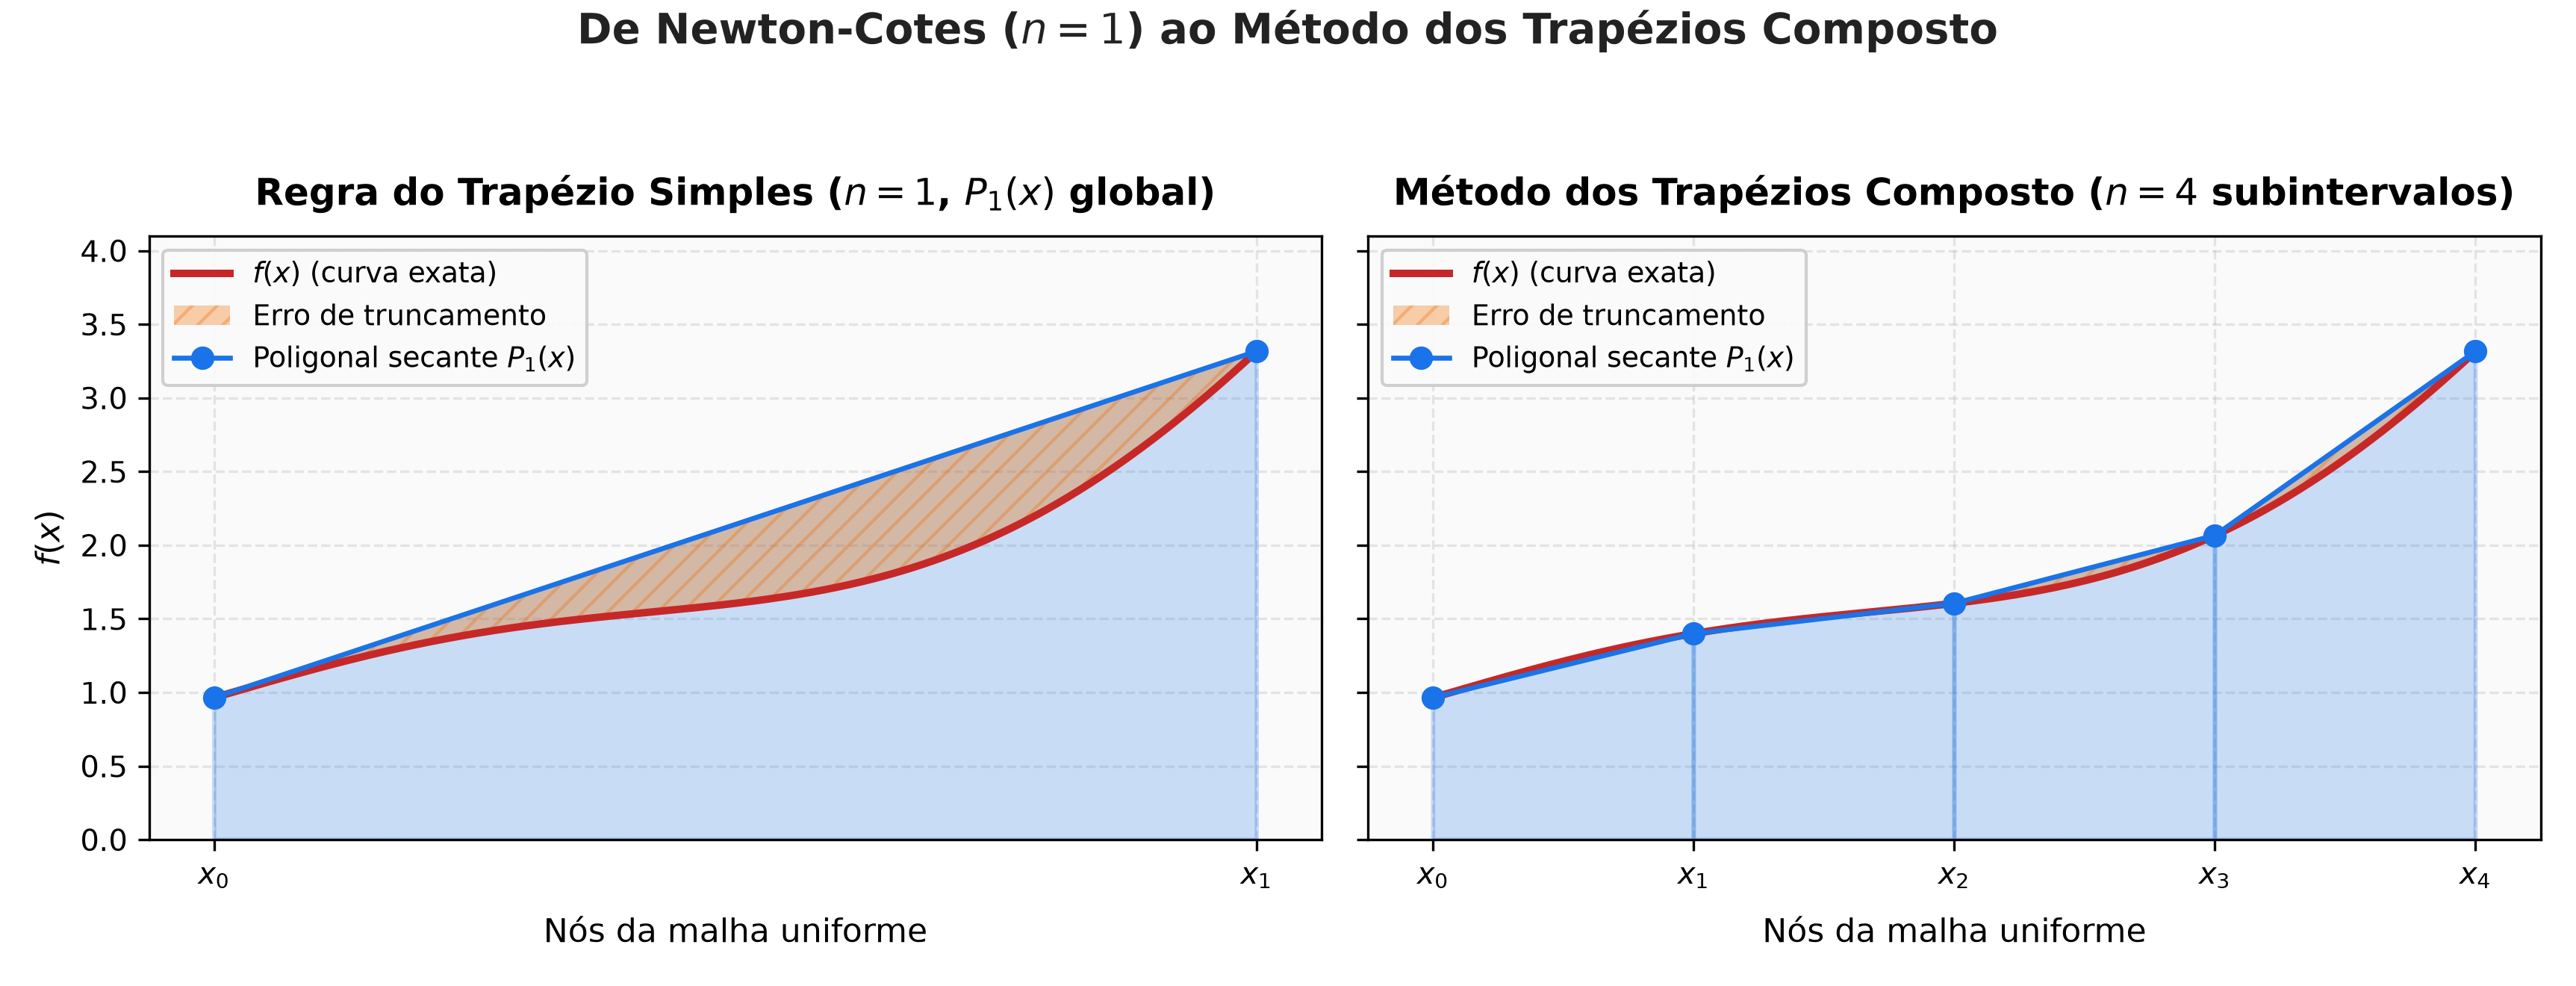 De Newton-Cotes (n = 1) ao Método dos Trapézios Composto
Regra do Trapézio Simples (n = 1, P₁(x) global)
f(x) (curva exata)
Erro de truncamento
Poligonal secante P₁(x)
4.0
3.5
3.0
2.5
2.0
1.5
1.0
0.5
0.0
f(x)
x₀ x₁
Nós da malha uniforme
Método dos Trapézios Composto (n = 4 subintervalos)
f(x) (curva exata)
Erro de truncamento
Poligonal secante P₁(x)
x₀ x₁ x₂ x₃ x₄
Nós da malha uniforme